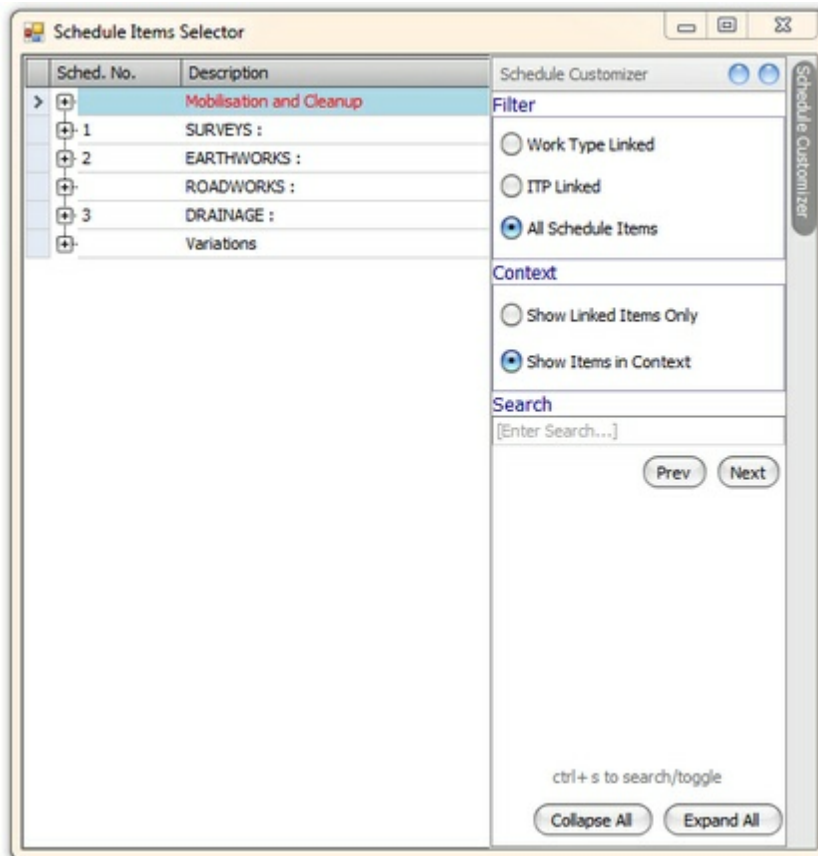 Schedule Items Selector
Sched. No. Description
Mobilisation and Cleanup
1 SURVEYS :
2 EARTHWORKS :
ROADWORKS :
3 DRAINAGE :
Variations
Schedule Customizer
Filter
Work Type Linked
ITP Linked
All Schedule Items
Context
Show Linked Items Only
Show Items in Context
Search
[Enter Search...]
Prev Next
ctrl+s to search/toggle
Collapse All Expand All
Schedule Customizer